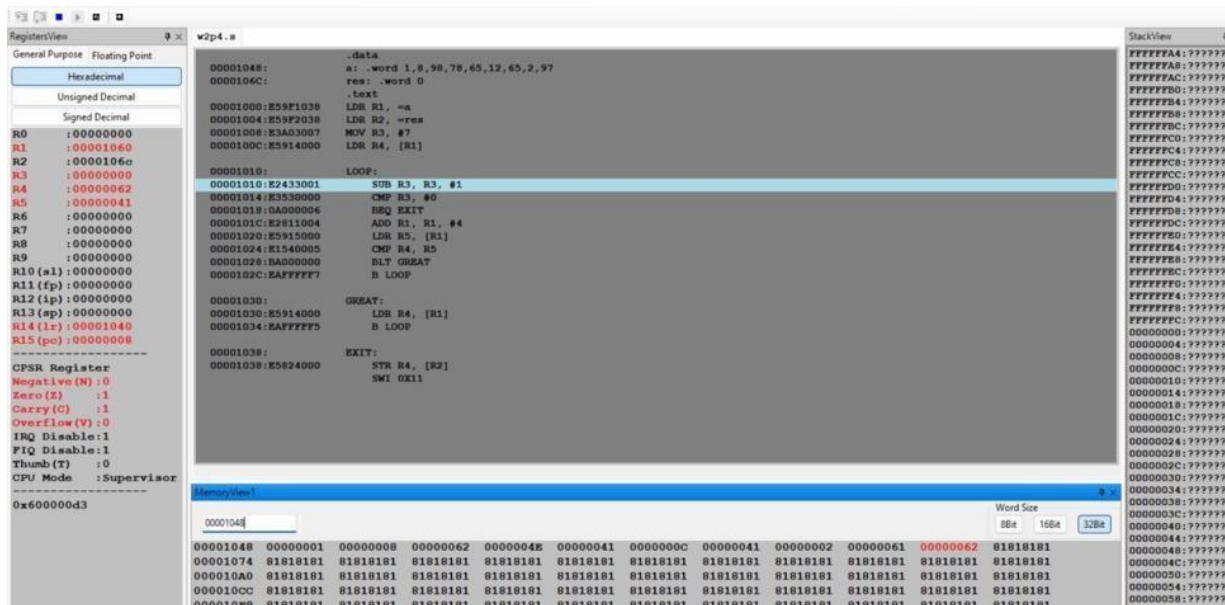 RegistersView
General Purpose Floating Point
Hexadecimal
Unsigned Decimal
Signed Decimal
R0 :00000000
R1 :00001060
R2 :0000106c
R3 :00000000
R4 :00000062
R5 :00000041
R6 :00000000
R7 :00000000
R8 :00000000
R9 :00000000
R10(sl):00000000
R11(fp):00000000
R12(ip):00000000
R13(sp):00000000
R14(lr):00001040
R15(pc):00000008
CPSR Register
Negative(N):0
Zero(Z) :1
Carry(C) :1
Overflow(V):0
IRQ Disable:1
FIQ Disable:1
Thumb(T) :0
CPU Mode :Supervisor
0x600000d3
w2p4.s
.data
00001048: a: .word 1,8,98,78,65,12,65,2,97
0000106C: res: .word 0
.text
00001000:E59F1038 LDR R1, =a
00001004:E59F2038 LDR R2, =res
00001008:E3A03007 MOV R3, #7
0000100C:E5914000 LDR R4, [R1]
00001010: LOOP:
00001010:E2433001 SUB R3, R3, #1
00001014:E3530000 CMP R3, #0
00001018:0A000006 BEQ EXIT
0000101C:E2811004 ADD R1, R1, #4
00001020:E5915000 LDR R5, [R1]
00001024:E1540005 CMP R4, R5
00001028:BA000000 BLT GREAT
0000102C:EAFFFFF7 B LOOP
00001030: GREAT:
00001030:E5914000 LDR R4, [R1]
00001034:EAFFFFF5 B LOOP
00001038: EXIT:
00001038:E5824000 STR R4, [R2]
SWI 0X11
MemoryView1
00001048
Word Size
8Bit 16Bit 32Bit
00001048 00000001 00000008 00000062 0000004E 00000041 0000000C 00000041 00000002 00000061 00000062 81818181
00001074 81818181 81818181 81818181 81818181 81818181 81818181 81818181 81818181 81818181 81818181 81818181
000010A0 81818181 81818181 81818181 81818181 81818181 81818181 81818181 81818181 81818181 81818181 81818181
000010CC 81818181 81818181 81818181 81818181 81818181 81818181 81818181 81818181 81818181 81818181 81818181
StackView
FFFFFFA4:??????
FFFFFFA8:??????
FFFFFFAC:??????
FFFFFFB0:??????
FFFFFFB4:??????
FFFFFFB8:??????
FFFFFFBC:??????
FFFFFFC0:??????
FFFFFFC4:??????
FFFFFFC8:??????
FFFFFFCC:??????
FFFFFFD0:??????
FFFFFFD4:??????
FFFFFFD8:??????
FFFFFFDC:??????
FFFFFFE0:??????
FFFFFFE4:??????
FFFFFFE8:??????
FFFFFFEC:??????
FFFFFFF0:??????
FFFFFFF4:??????
FFFFFFF8:??????
FFFFFFFC:??????
00000000:??????
00000004:??????
00000008:??????
0000000C:??????
00000010:??????
00000014:??????
00000018:??????
0000001C:??????
00000020:??????
00000024:??????
00000028:??????
0000002C:??????
00000030:??????
00000034:??????
00000038:??????
0000003C:??????
00000040:??????
00000044:??????
00000048:??????
0000004C:??????
00000050:??????
00000054:??????
00000058:??????